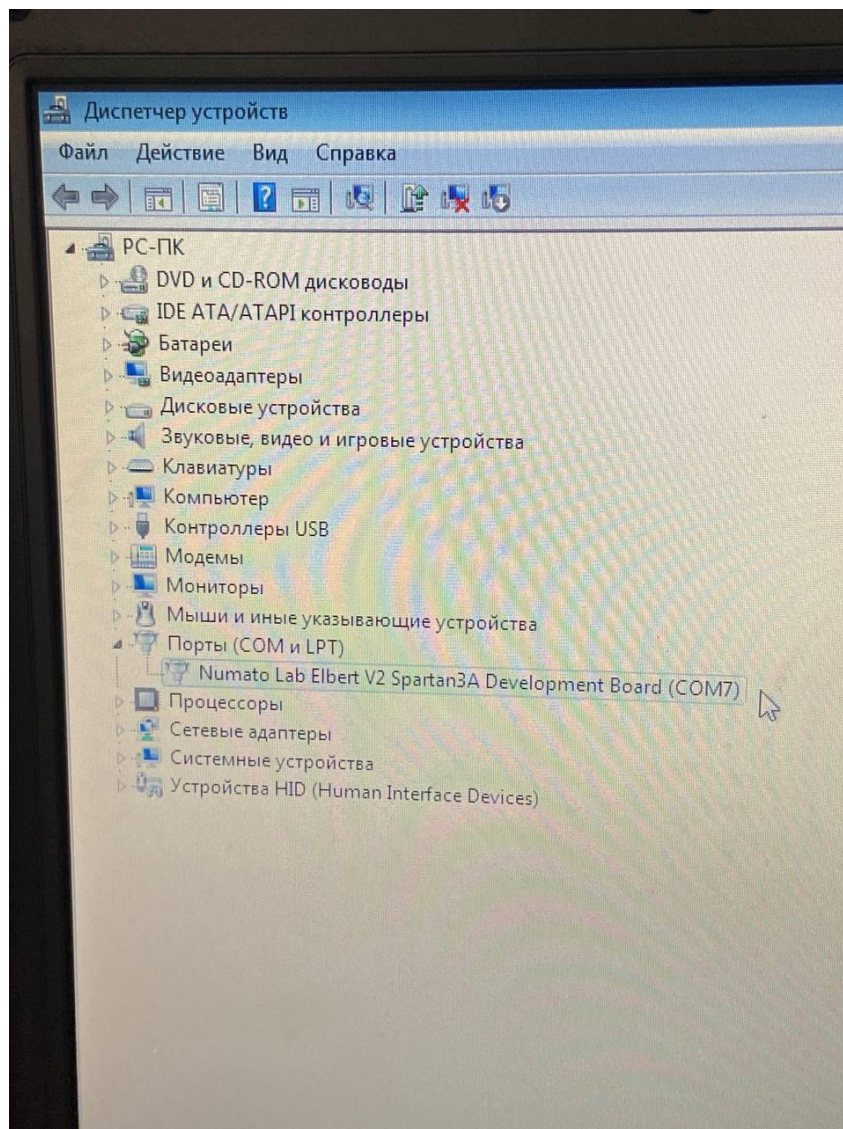 Диспетчер устройств
Файл Действие Вид Справка
PC-ПК
DVD и CD-ROM дисководы
IDE ATA/ATAPI контроллеры
Батареи
Видеоадаптеры
Дисковые устройства
Звуковые, видео и игровые устройства
Клавиатуры
Компьютер
Контроллеры USB
Модемы
Мониторы
Мыши и иные указывающие устройства
Порты (COM и LPT)
Numato Lab Elbert V2 Spartan3A Development Board (COM7)
Процессоры
Сетевые адаптеры
Системные устройства
Устройства HID (Human Interface Devices)